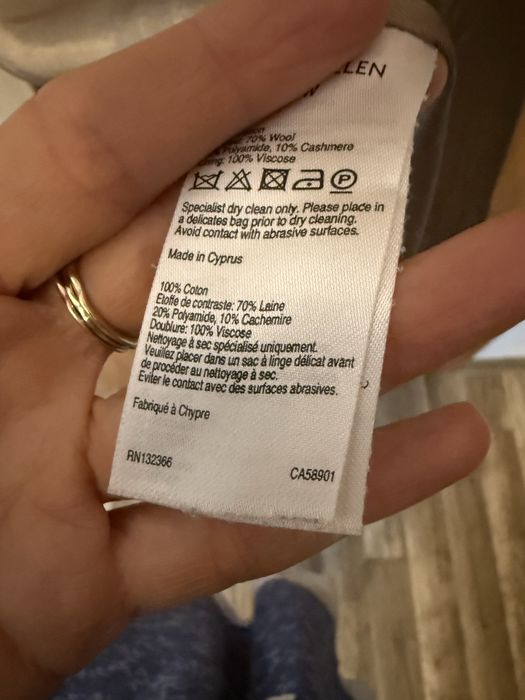 LLEN
70% Wool
Polyamide, 10% Cashmere
100% Viscose
P
Specialist dry clean only. Please place in
a delicates bag prior to dry cleaning.
Avoid contact with abrasive surfaces.
Made in Cyprus
100% Coton
Etoffe de contraste: 70% Laine
20% Polyamide, 10% Cachemire
Doublure: 100% Viscose
Nettoyage à sec spécialisé uniquement.
Veuillez placer dans un sac à linge délicat avant
de procéder au nettoyage à sec.
Eviter le contact avec des surfaces abrasives.
Fabriqué à Chypre
RN132366
CA58901